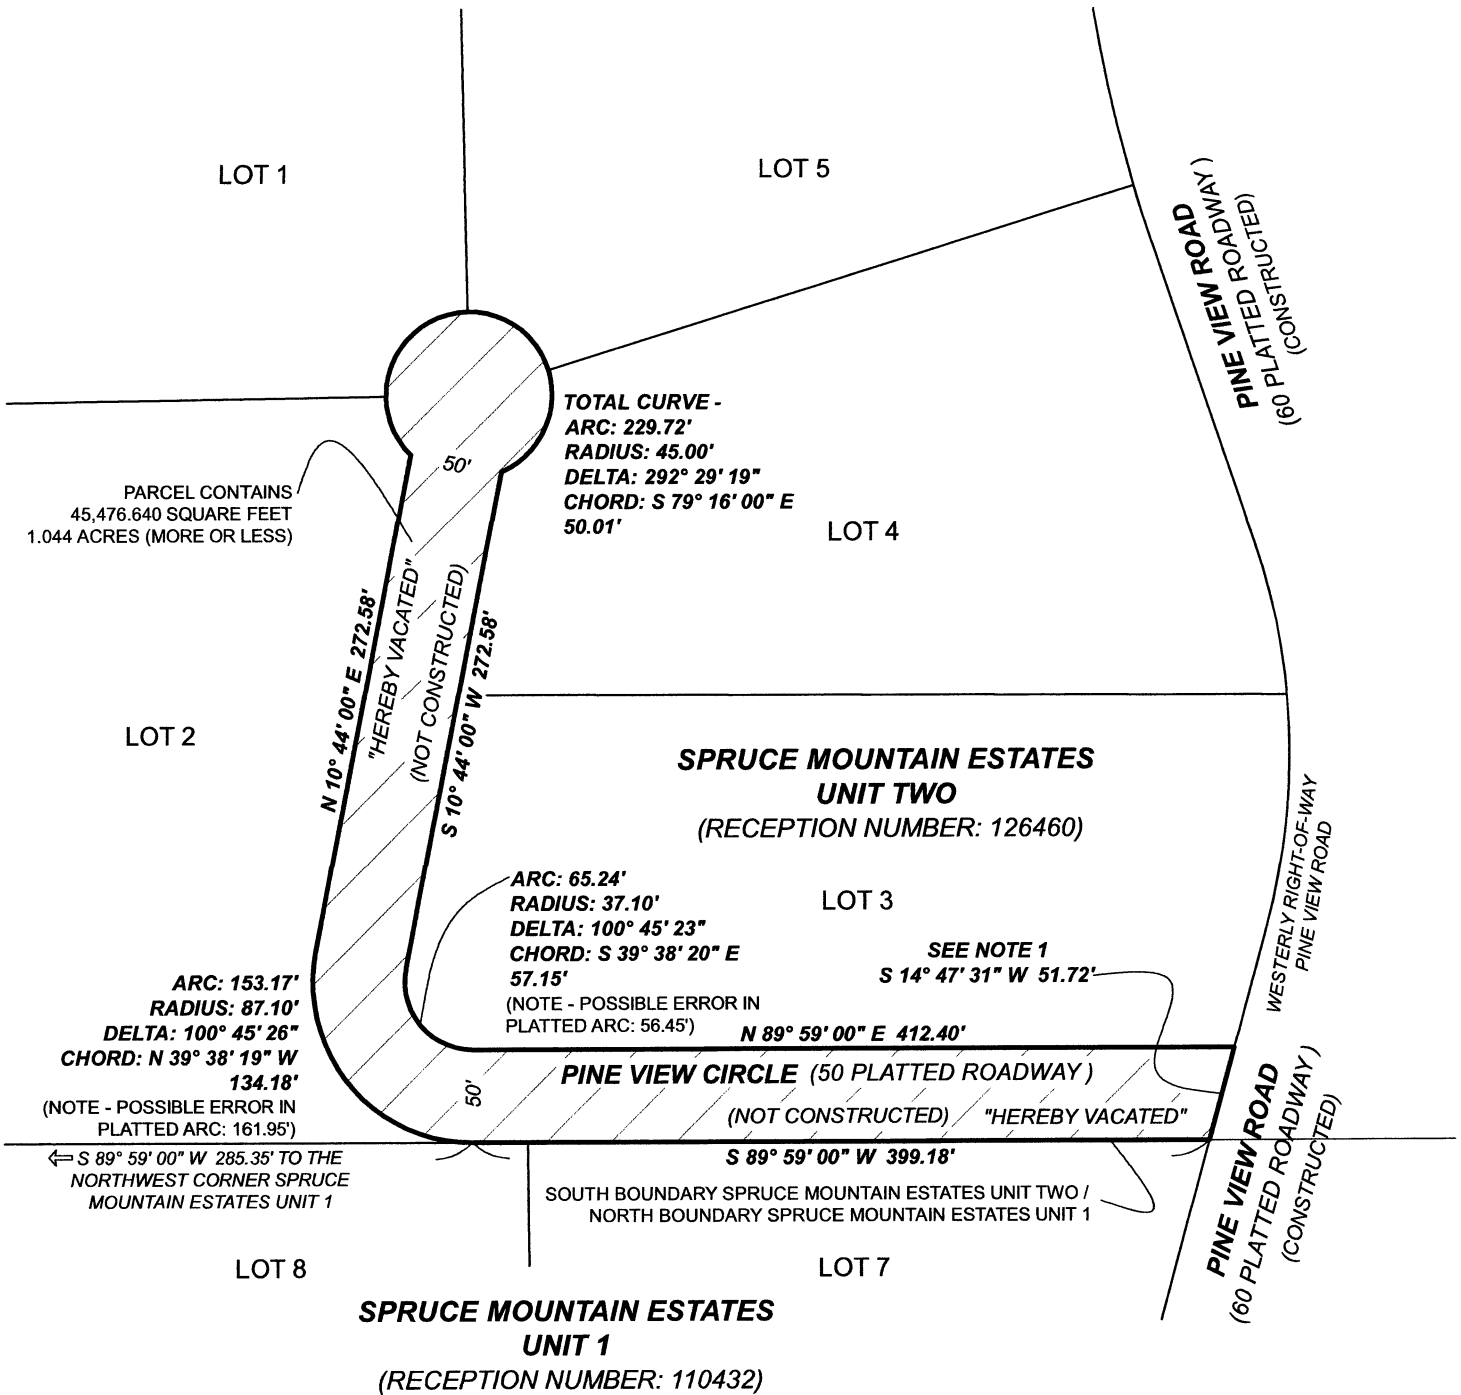 LOT 1
LOT 5
PINE VIEW ROAD
(60 PLATTED ROADWAY )
(CONSTRUCTED)
TOTAL CURVE -
ARC: 229.72'
RADIUS: 45.00'
DELTA: 292° 29' 19"
CHORD: S 79° 16' 00" E
50.01'
50'
PARCEL CONTAINS
45,476.640 SQUARE FEET
1.044 ACRES (MORE OR LESS)
LOT 4
N 10° 44' 00" E 272.58'
"HEREBY VACATED"
(NOT CONSTRUCTED)
S 10° 44' 00" W 272.58'
LOT 2
SPRUCE MOUNTAIN ESTATES
UNIT TWO
(RECEPTION NUMBER: 126460)
WESTERLY RIGHT-OF-WAY
PINE VIEW ROAD
ARC: 65.24'
RADIUS: 37.10'
DELTA: 100° 45' 23"
CHORD: S 39° 38' 20" E
57.15'
(NOTE - POSSIBLE ERROR IN
PLATTED ARC: 56.45')
LOT 3
SEE NOTE 1
S 14° 47' 31" W 51.72'
ARC: 153.17'
RADIUS: 87.10'
DELTA: 100° 45' 26"
CHORD: N 39° 38' 19" W
134.18'
(NOTE - POSSIBLE ERROR IN
PLATTED ARC: 161.95')
N 89° 59' 00" E 412.40'
PINE VIEW CIRCLE (50 PLATTED ROADWAY )
50'
(NOT CONSTRUCTED) "HEREBY VACATED"
S 89° 59' 00" W 399.18'
S 89° 59' 00" W 285.35' TO THE
NORTHWEST CORNER SPRUCE
MOUNTAIN ESTATES UNIT 1
SOUTH BOUNDARY SPRUCE MOUNTAIN ESTATES UNIT TWO /
NORTH BOUNDARY SPRUCE MOUNTAIN ESTATES UNIT 1
PINE VIEW ROAD
(60 PLATTED ROADWAY )
(CONSTRUCTED)
LOT 8
LOT 7
SPRUCE MOUNTAIN ESTATES
UNIT 1
(RECEPTION NUMBER: 110432)